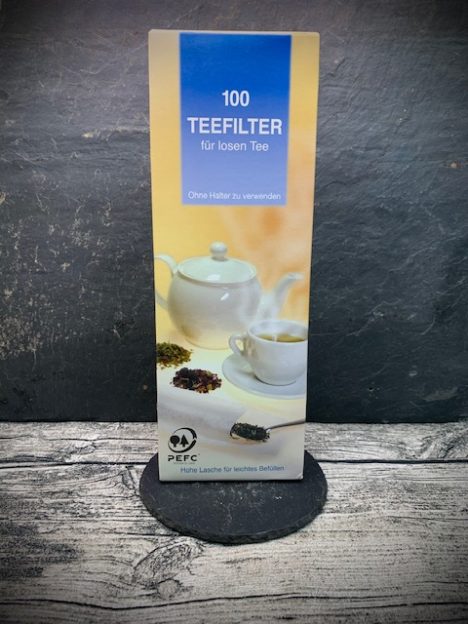 100
TEEFILTER
für losen Tee
Ohne Halter zu verwenden
PEFC
Hohe Lasche für leichtes Befüllen